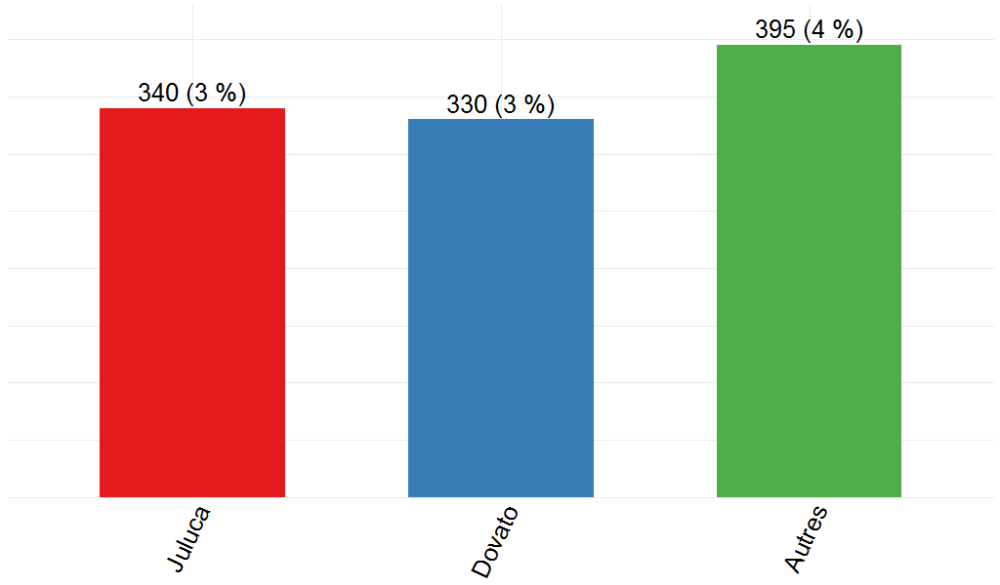 395 (4 %)
340 (3 %)
330 (3 %)
Juluca
Dovato
Autres